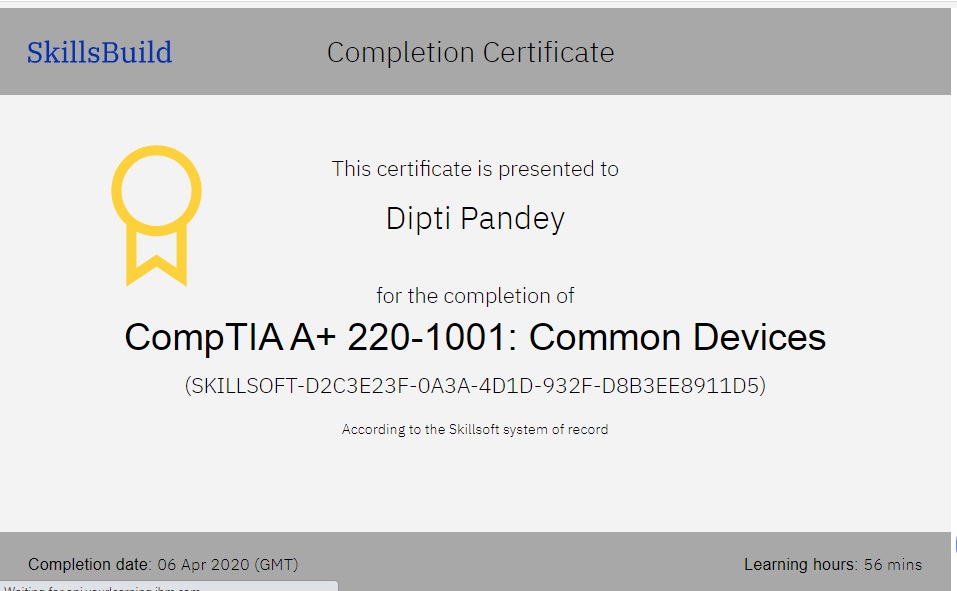 SkillsBuild
Completion Certificate
This certificate is presented to
Dipti Pandey
for the completion of
CompTIA A+ 220-1001: Common Devices
(SKILLSOFT-D2C3E23F-0A3A-4D1D-932F-D8B3EE8911D5)
According to the Skillsoft system of record
Completion date: 06 Apr 2020 (GMT)
Learning hours: 56 mins
Waiting for